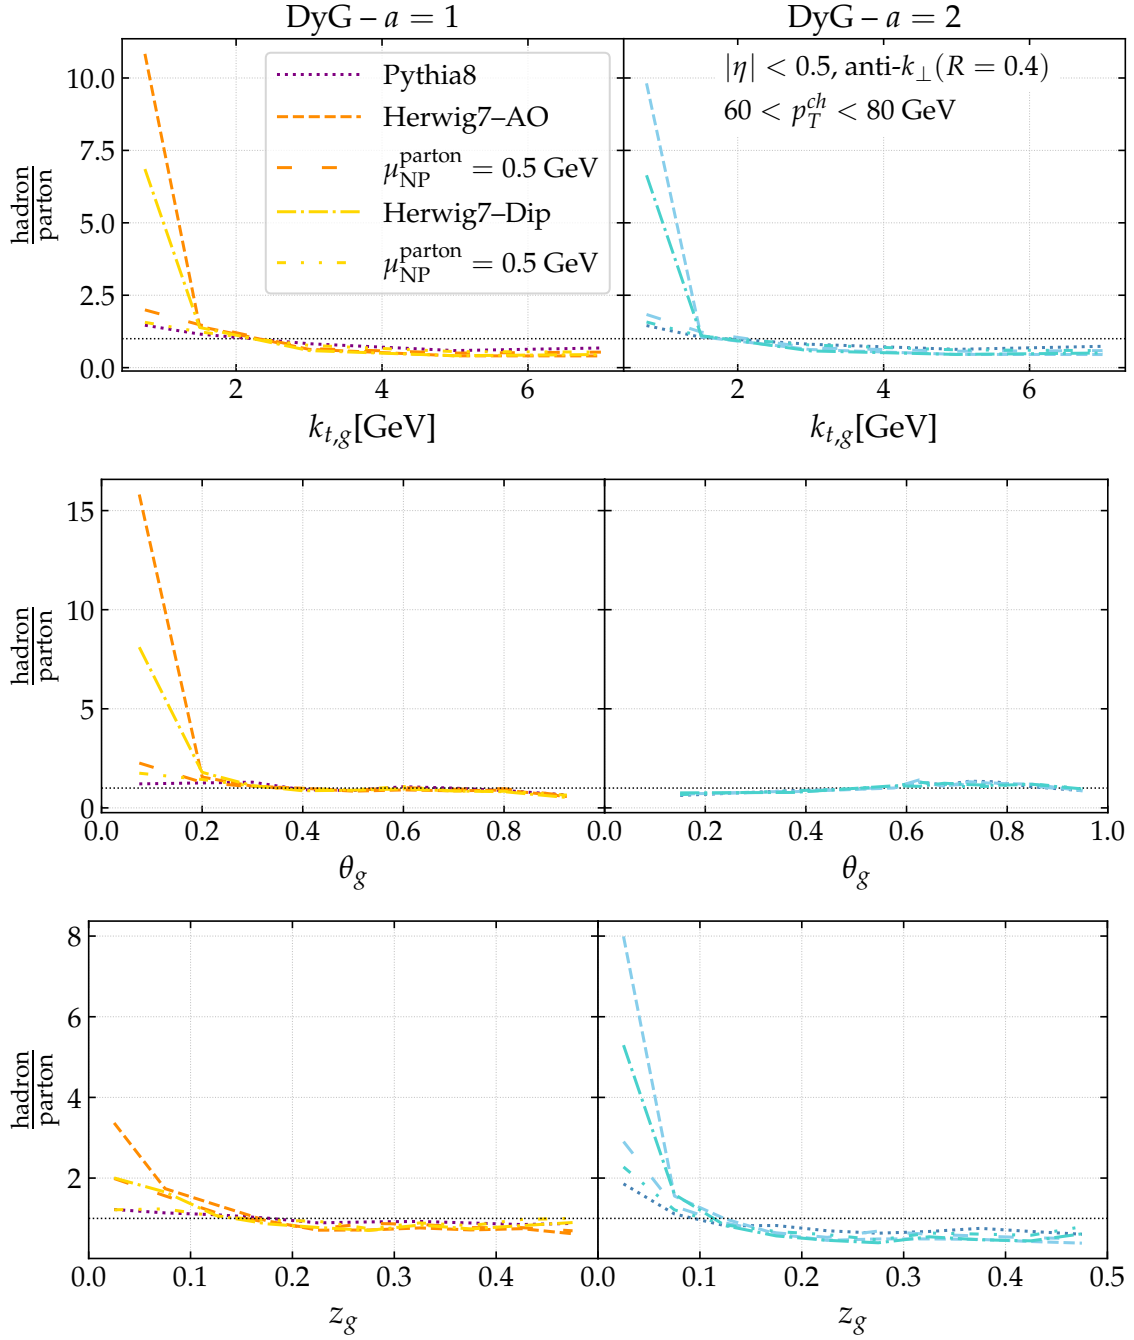 DyG – a = 1 DyG – a = 2
Pythia8
Herwig7–AO
μ_NP^parton = 0.5 GeV
Herwig7–Dip
μ_NP^parton = 0.5 GeV
|η| < 0.5, anti-k⊥(R = 0.4)
60 < p_T^ch < 80 GeV
hadron
parton
10.0
7.5
5.0
2.5
0.0
2 4 6 2 4 6
k_{t,g}[GeV] k_{t,g}[GeV]
hadron
parton
15
10
5
0
0.0 0.2 0.4 0.6 0.8 0.0 0.2 0.4 0.6 0.8 1.0
θ_g θ_g
hadron
parton
8
6
4
2
0.0 0.1 0.2 0.3 0.4 0.0 0.1 0.2 0.3 0.4 0.5
z_g z_g